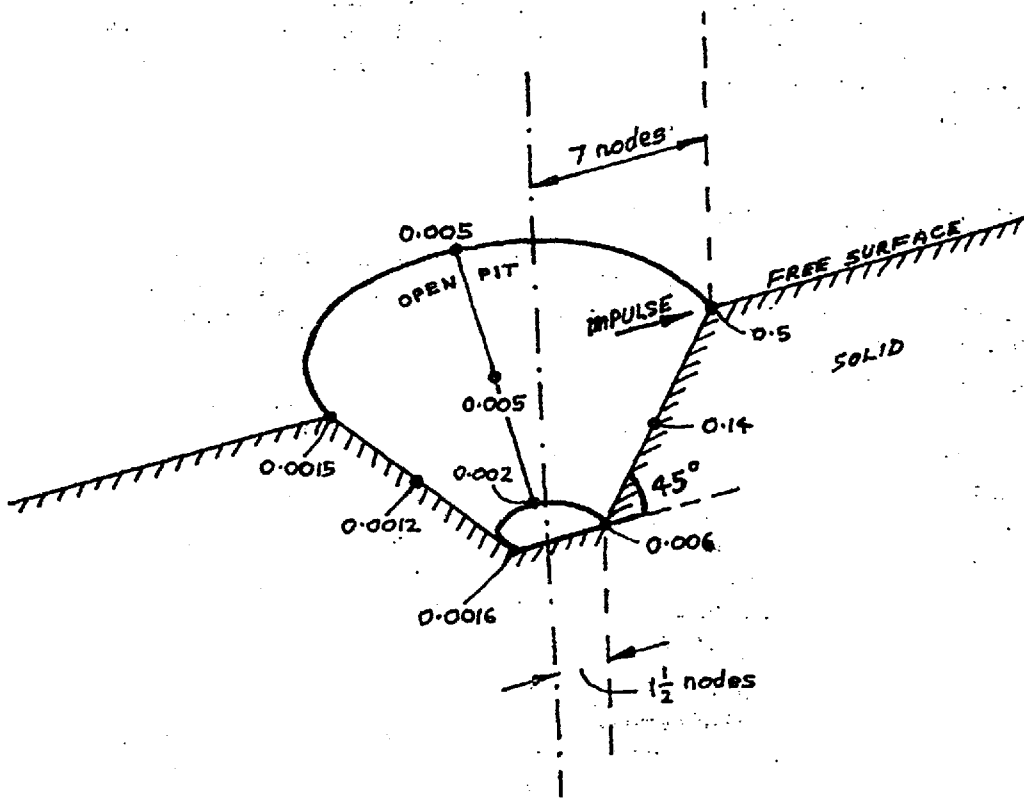 7 nodes
0.005
OPEN PIT
FREE SURFACE
impULSE
0.5
SOLID
0.005
0.14
0.0015
0.002
45°
0.0012
0.006
0.0016
1½ nodes